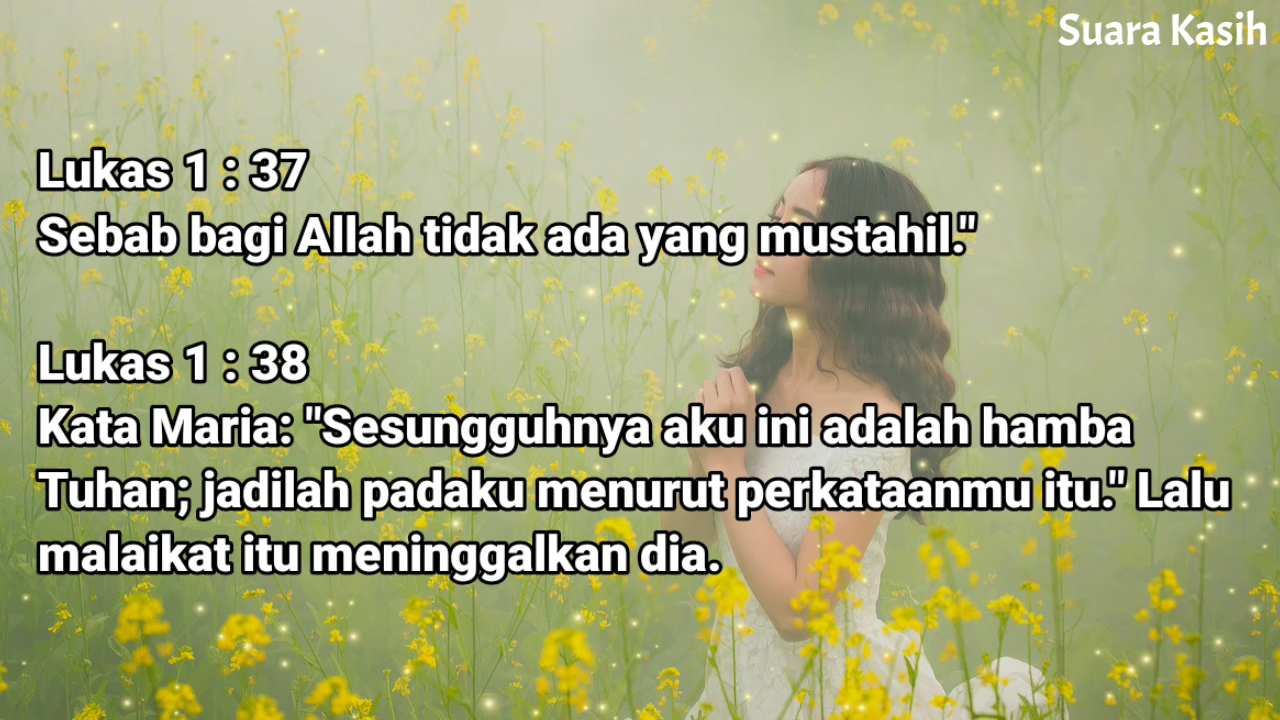 Suara Kasih
Lukas 1 : 37
Sebab bagi Allah tidak ada yang mustahil."
Lukas 1 : 38
Kata Maria: "Sesungguhnya aku ini adalah hamba
Tuhan; jadilah padaku menurut perkataanmu itu." Lalu
malaikat itu meninggalkan dia.